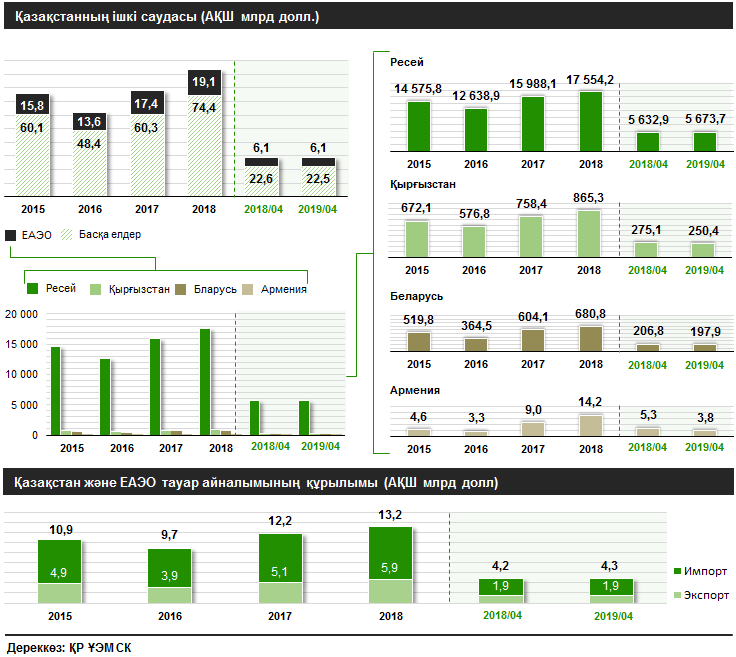 Қазақстанның ішкі саудасы (АҚШ млрд долл.)
15,8 13,6 17,4 19,1 6,1 6,1
60,1 48,4 60,3 74,4 22,6 22,5
2015 2016 2017 2018 2018/04 2019/04
ЕАЭО Басқа елдер
Ресей Қырғызстан Бларусь Армения
20 000
15 000
10 000
5 000
0
2015 2016 2017 2018 2018/04 2019/04
Ресей
14 575,8 12 638,9 15 988,1 17 554,2 5 632,9 5 673,7
2015 2016 2017 2018 2018/04 2019/04
Қырғызстан
672,1 576,8 758,4 865,3 275,1 250,4
2015 2016 2017 2018 2018/04 2019/04
Беларусь
519,8 364,5 604,1 680,8 206,8 197,9
2015 2016 2017 2018 2018/04 2019/04
Армения
4,6 3,3 9,0 14,2 5,3 3,8
2015 2016 2017 2018 2018/04 2019/04
Қазақстан және ЕАЭО тауар айналымының құрылымы (АҚШ млрд долл)
10,9 9,7 12,2 13,2 4,2 4,3
4,9 3,9 5,1 5,9 1,9 1,9
Импорт
Экспорт
2015 2016 2017 2018 2018/04 2019/04
Дереккөз: ҚР ҰЭМ СК